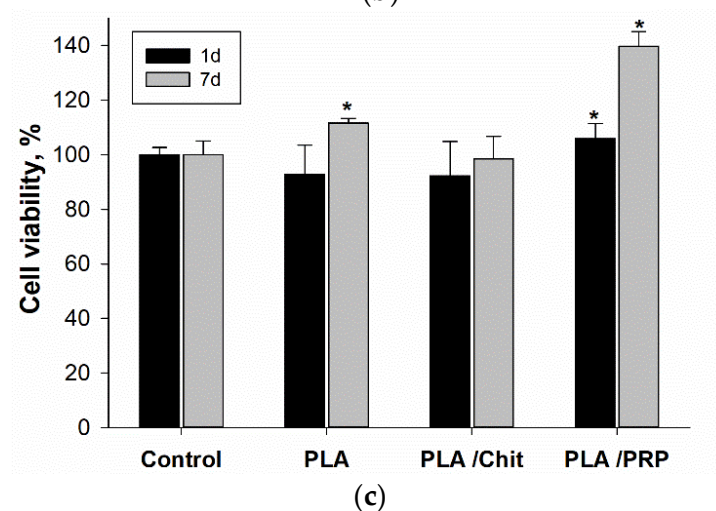 (b)
140
120
100
80
60
40
20
0
Cell viability, %
1d
7d
*
*
*
Control PLA PLA /Chit PLA /PRP
(c)